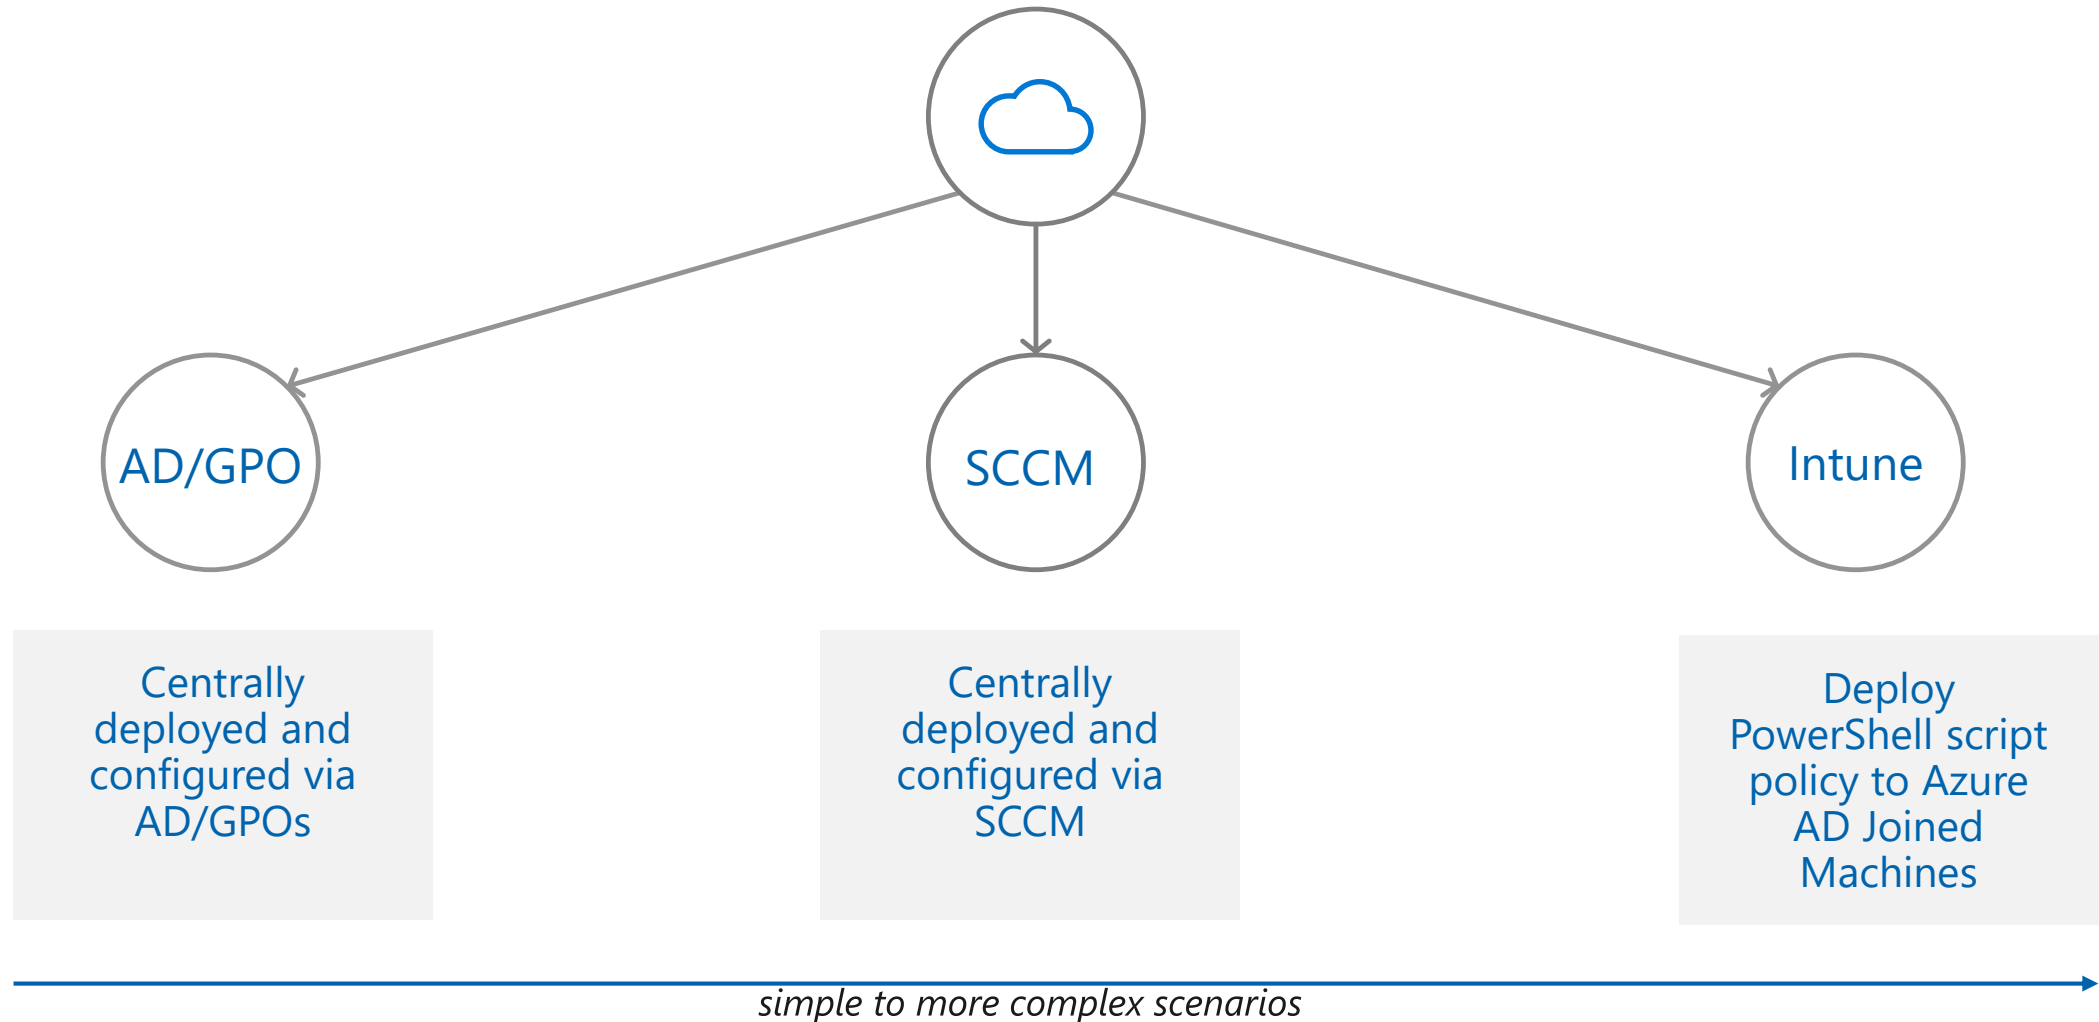 AD/GPO
SCCM
Intune
Centrally
deployed and
configured via
AD/GPOs
Centrally
deployed and
configured via
SCCM
Deploy
PowerShell script
policy to Azure
AD Joined
Machines
simple to more complex scenarios